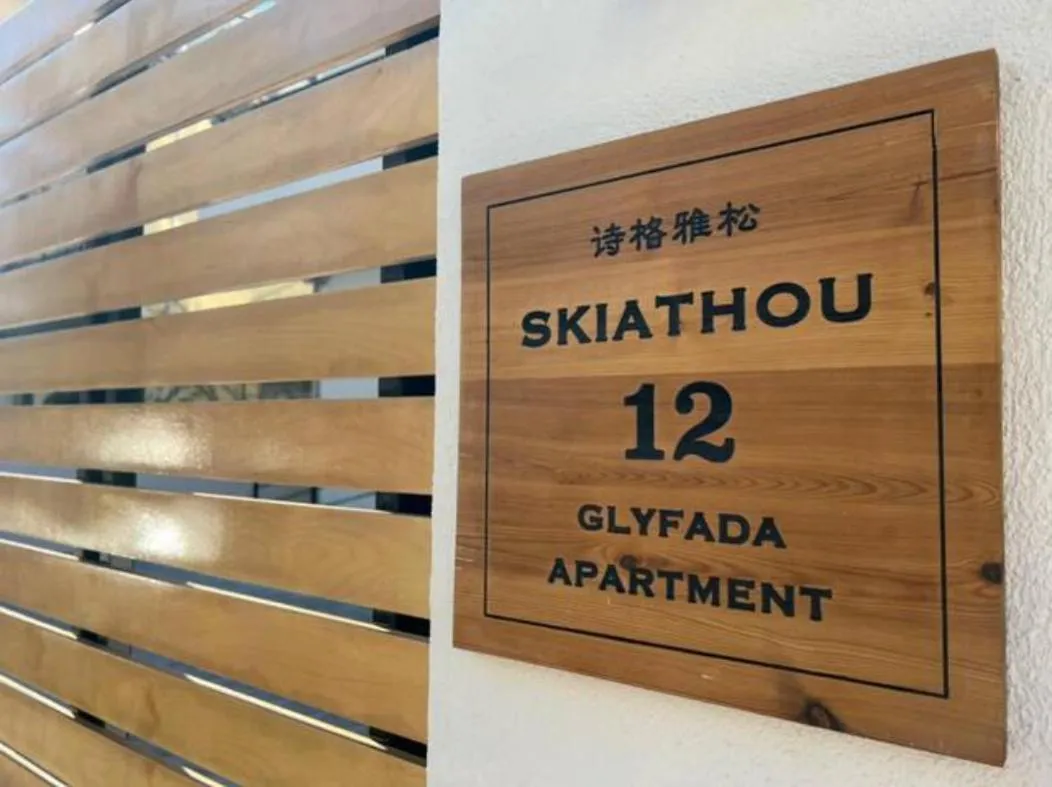 诗格雅松
SKIATHOU
12
GLYFADA
APARTMENT